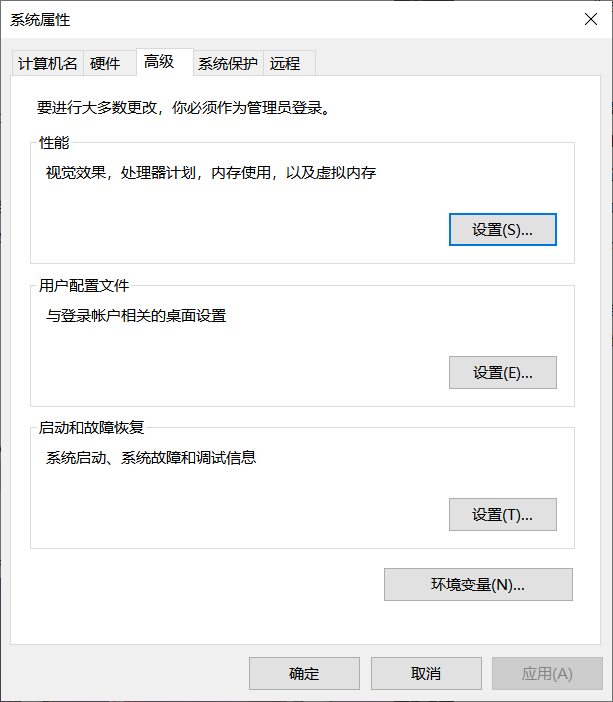 系统属性
计算机名 硬件 高级 系统保护 远程
要进行大多数更改，你必须作为管理员登录。
性能
视觉效果，处理器计划，内存使用，以及虚拟内存
设置(S)...
用户配置文件
与登录帐户相关的桌面设置
设置(E)...
启动和故障恢复
系统启动、系统故障和调试信息
设置(T)...
环境变量(N)...
确定 取消 应用(A)